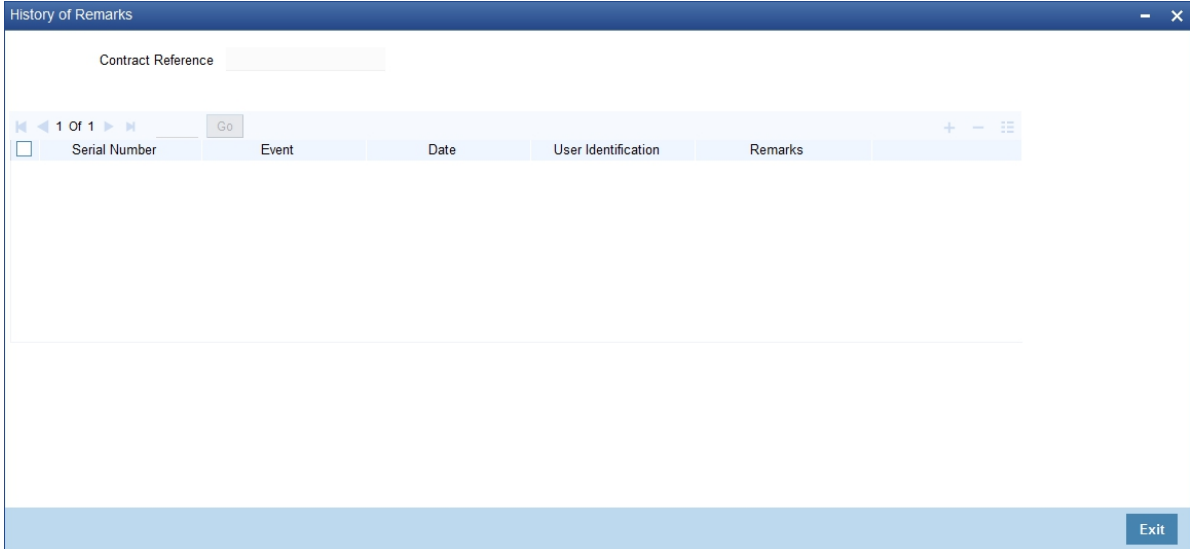 History of Remarks
Contract Reference
1 Of 1 Go
Serial Number Event Date User Identification Remarks
Exit